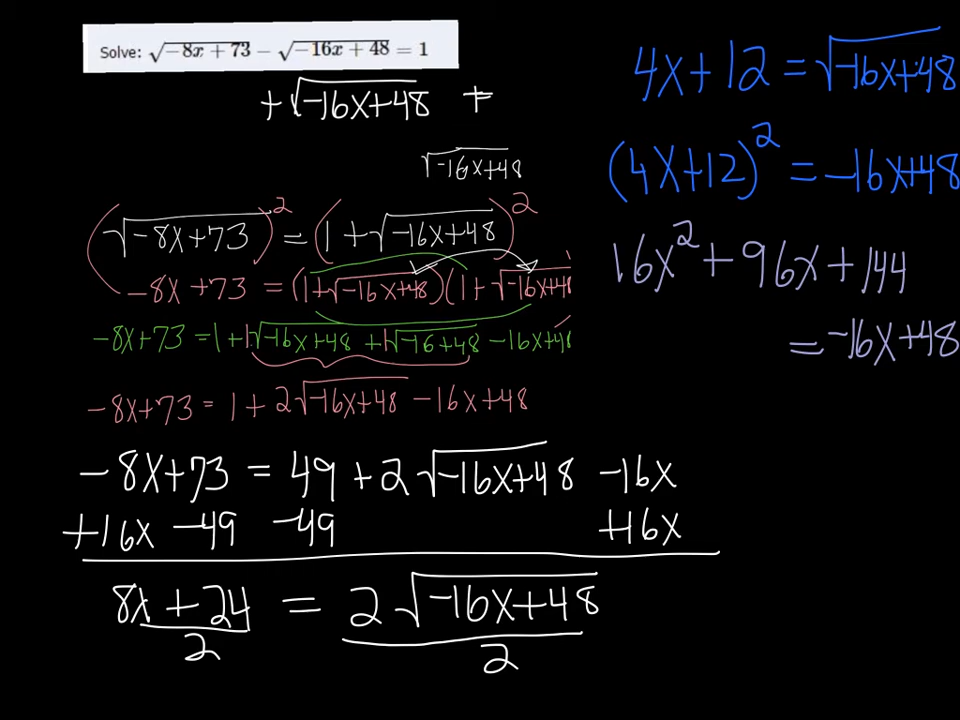 Solve: √(−8x + 73) − √(−16x + 48) = 1
+√(-16x+48) +=
√(-16x+48)
(√(-8x+73))² = (1+√(-16x+48))²
-8x+73 = (1+√(-16x+48))(1+√(-16x+48
-8x+73 = 1+1√(-16x+48) +1√(-16+48) -16x+48
-8x+73 = 1+2√(-16x+48) -16x+48
-8x+73 = 49+2√(-16x+48) -16x
+16x -49 -49 +16x
8x+24 = 2√(-16x+48)
2 2
4x+12 = √(-16x+48)
(4x+12)² = -16x+48
16x²+96x+144
= -16x+48